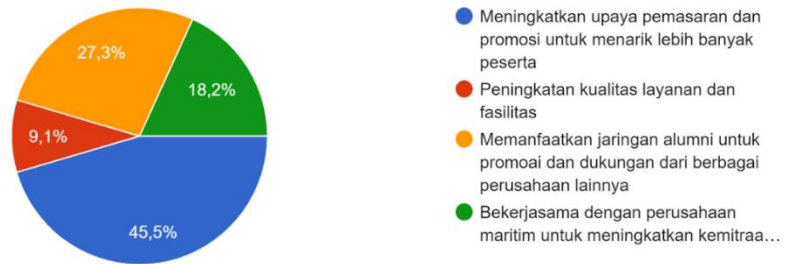 27,3%
18,2%
9,1%
45,5%
Meningkatkan upaya pemasaran dan
promosi untuk menarik lebih banyak
peserta
Peningkatan kualitas layanan dan
fasilitas
Memanfaatkan jaringan alumni untuk
promoai dan dukungan dari berbagai
perusahaan lainnya
Bekerjasama dengan perusahaan
maritim untuk meningkatkan kemitraa…